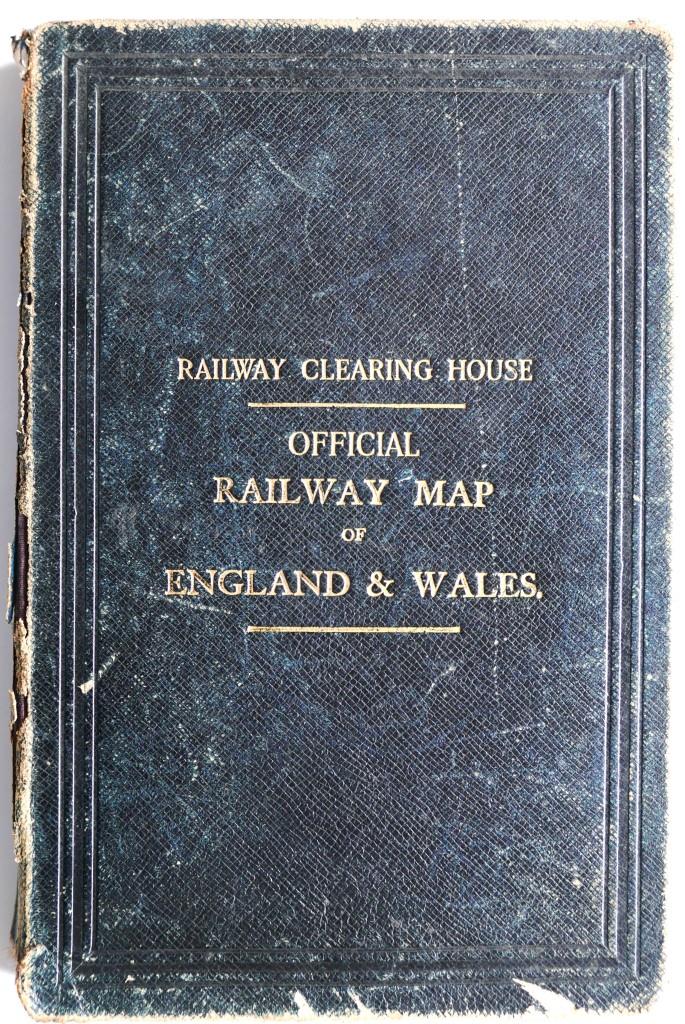 RAILWAY CLEARING HOUSE
OFFICIAL
RAILWAY MAP
OF
ENGLAND & WALES.